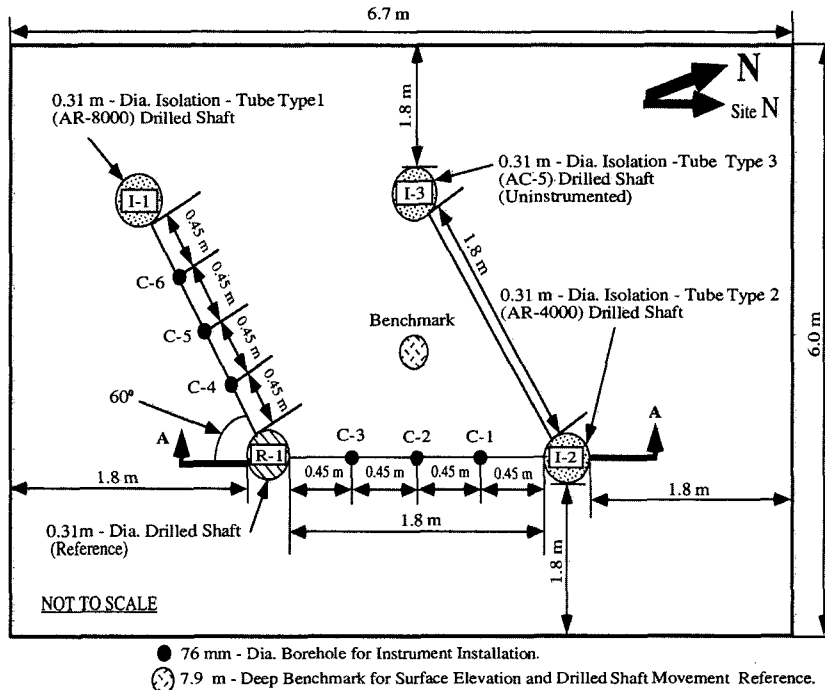 6.7 m
0.31 m - Dia. Isolation - Tube Type1
(AR-8000) Drilled Shaft
1.8 m
N
Site N
I-1
I-3
0.31 m - Dia. Isolation -Tube Type 3
(AC-5) Drilled Shaft
(Uninstrumented)
0.45 m
C-6
0.45 m
1.8 m
0.31 m - Dia. Isolation - Tube Type 2
(AR-4000) Drilled Shaft
C-5
0.45 m
Benchmark
6.0 m
C-4
0.45 m
60°
A
R-1
C-3
C-2
C-1
I-2
A
0.45 m
0.45 m
0.45 m
0.45 m
1.8 m
1.8 m
1.8 m
0.31m - Dia. Drilled Shaft
(Reference)
1.8 m
NOT TO SCALE
76 mm - Dia. Borehole for Instrument Installation.
7.9 m - Deep Benchmark for Surface Elevation and Drilled Shaft Movement Reference.